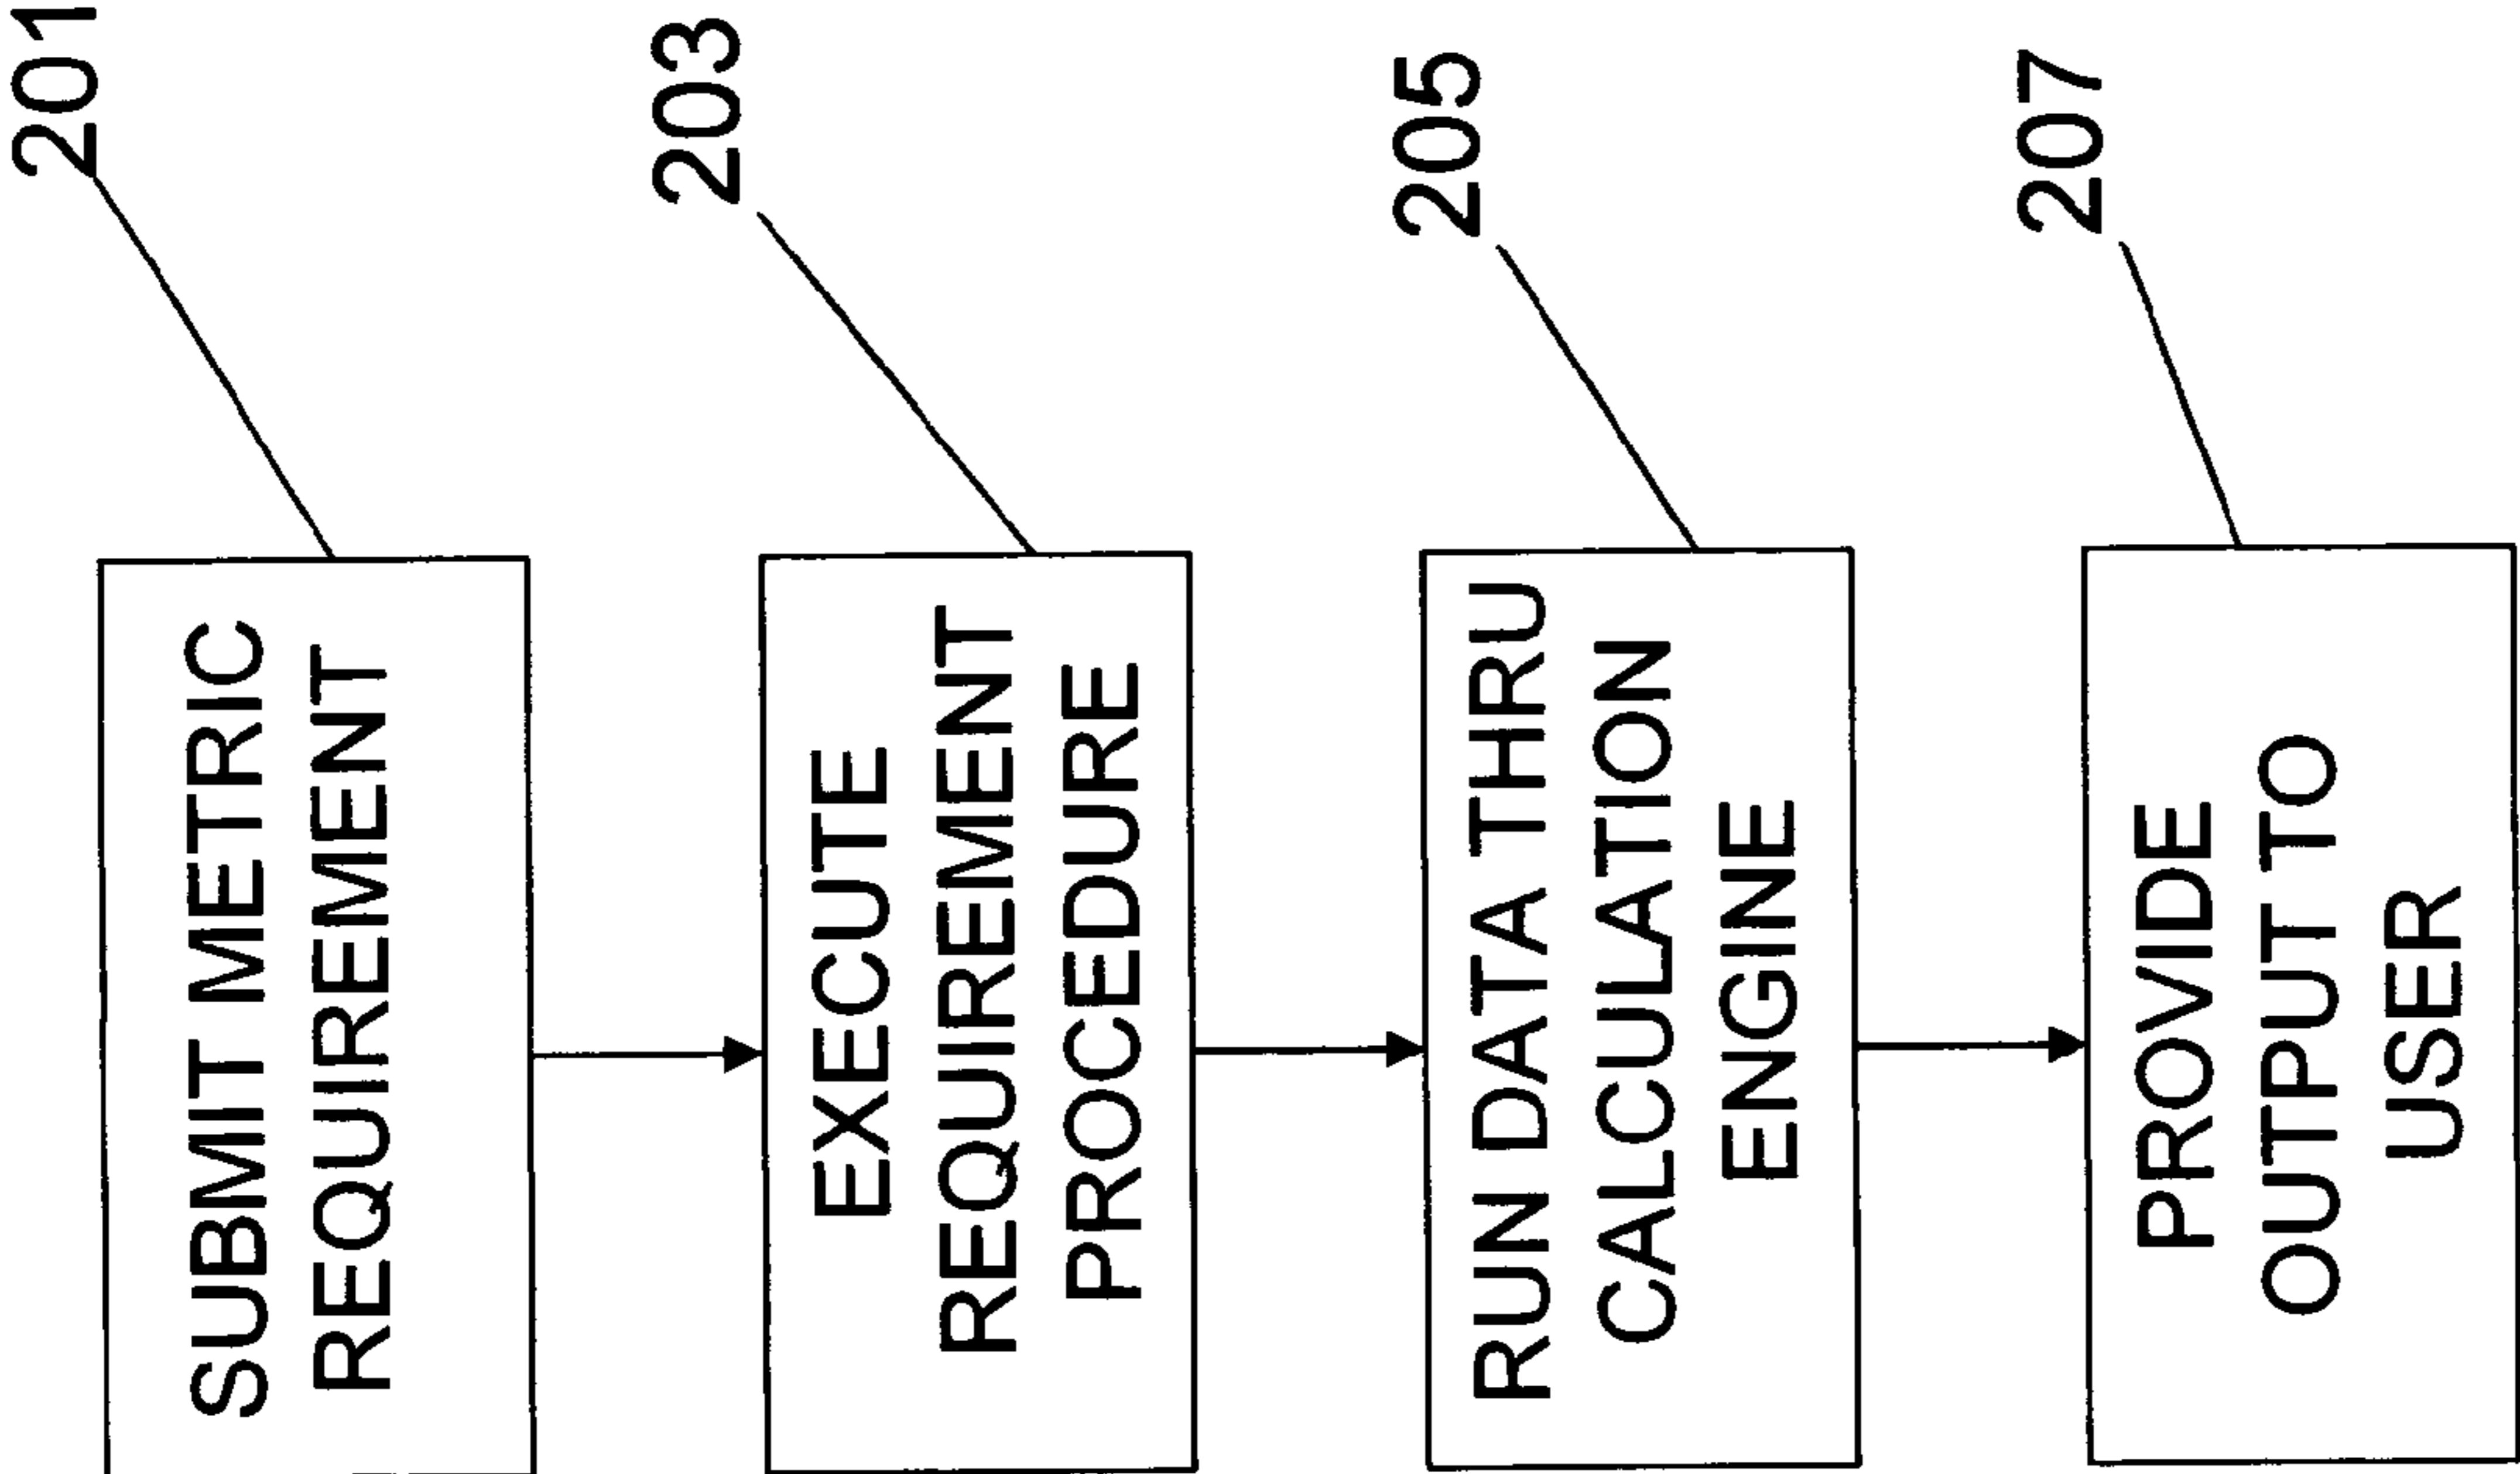 201
SUBMIT METRIC
REQUIREMENT
203
EXECUTE
REQUIREMENT
PROCEDURE
205
RUN DATA THRU
CALCULATION
ENGINE
207
PROVIDE
OUTPUT TO
USER